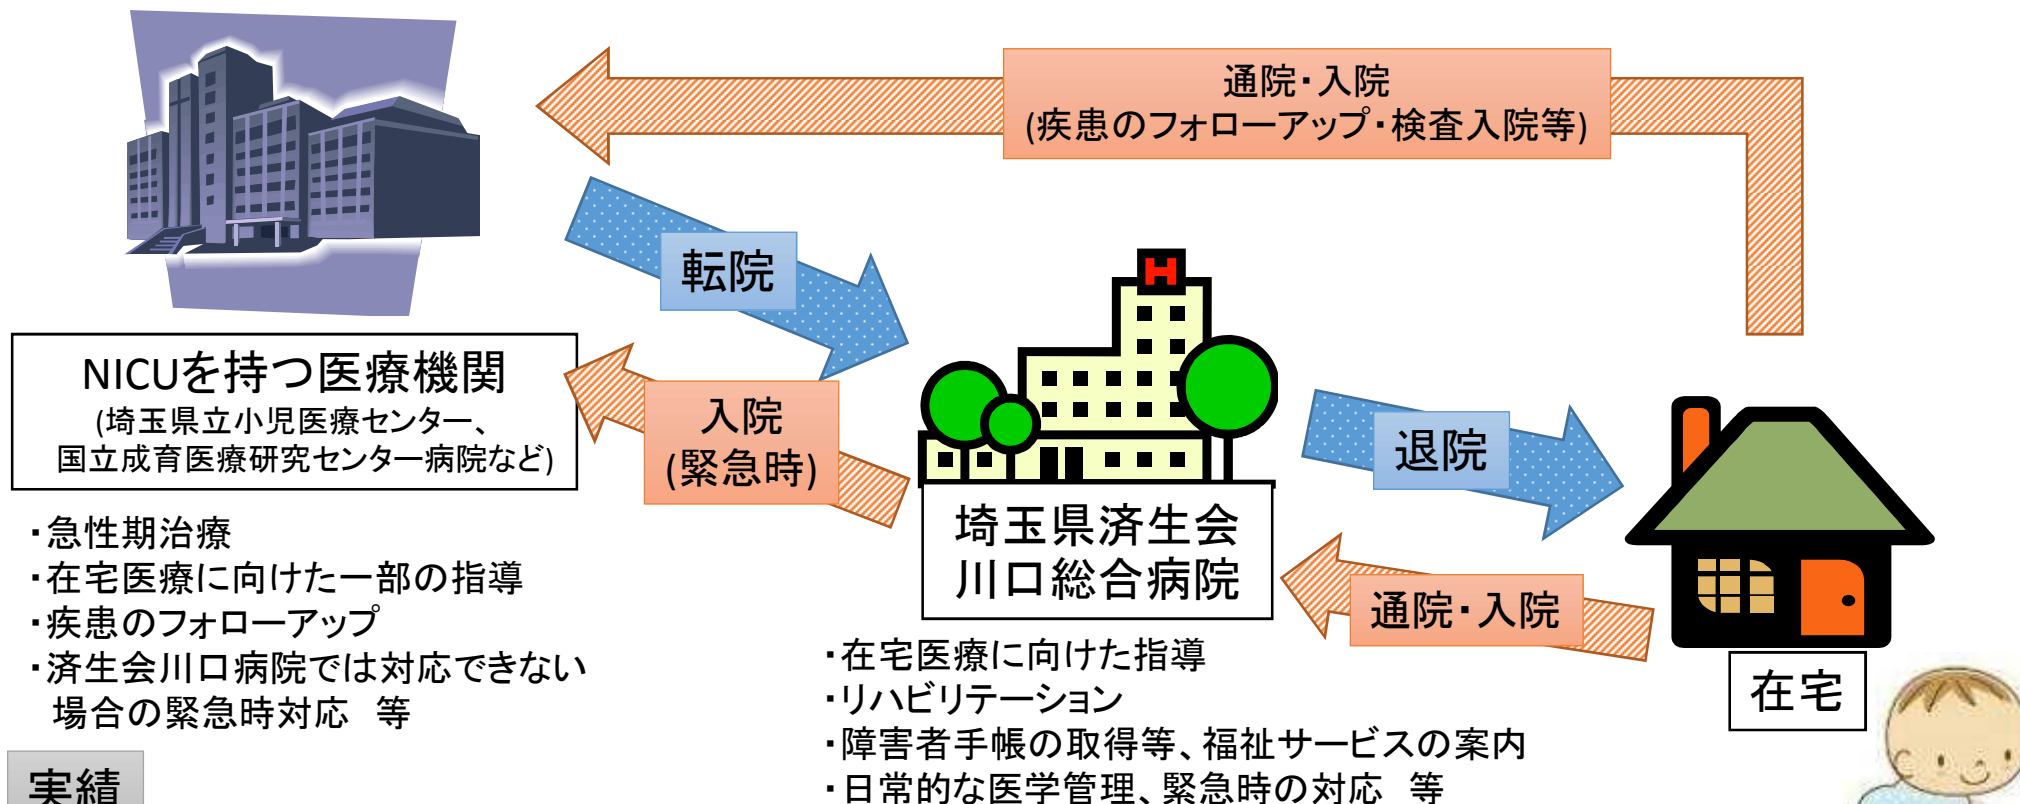 通院・入院
(疾患のフォローアップ・検査入院等)
転院
H
NICUを持つ医療機関
(埼玉県立小児医療センター、
国立成育医療研究センター病院など)
入院
(緊急時)
退院
埼玉県済生会
川口総合病院
通院・入院
在宅
・急性期治療
・在宅医療に向けた一部の指導
・疾患のフォローアップ
・済生会川口病院では対応できない
場合の緊急時対応　等
・在宅医療に向けた指導
・リハビリテーション
・障害者手帳の取得等、福祉サービスの案内
・日常的な医学管理、緊急時の対応　等
実績